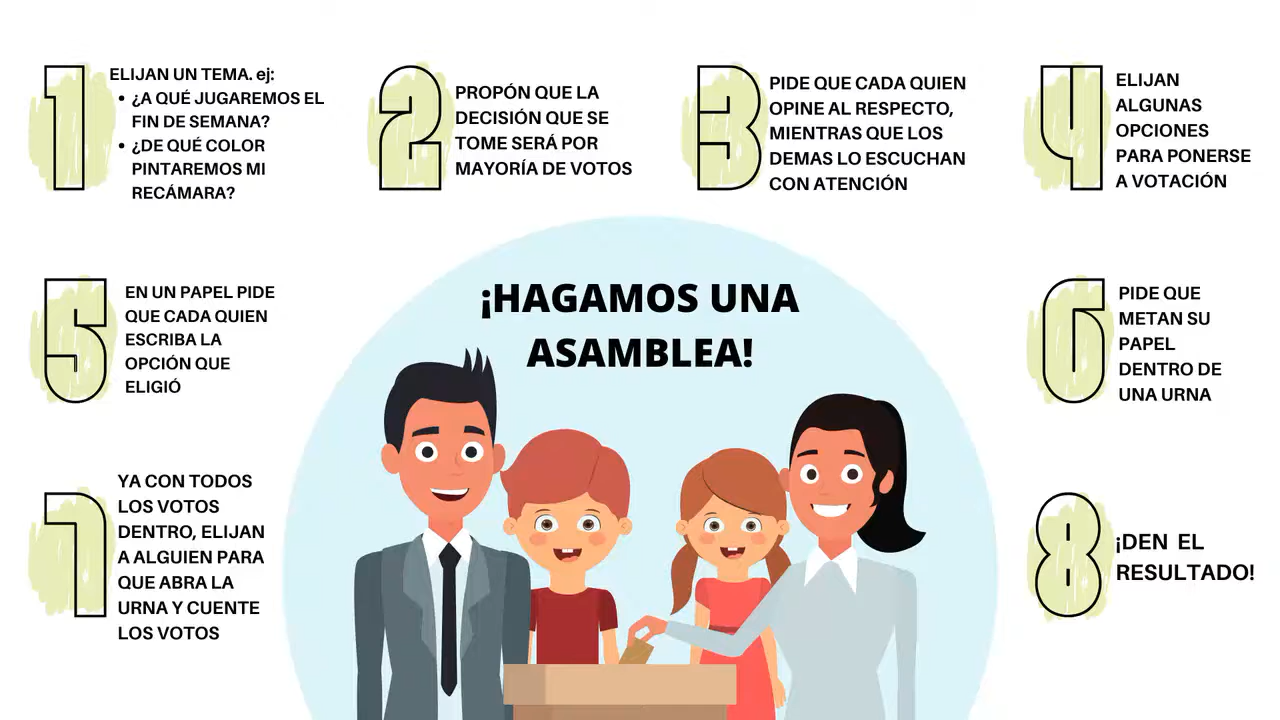 1
ELIJAN UN TEMA. ej:
• ¿A QUÉ JUGAREMOS EL
FIN DE SEMANA?
• ¿DE QUÉ COLOR
PINTAREMOS MI
RECÁMARA?
2
PROPÓN QUE LA
DECISIÓN QUE SE
TOME SERÁ POR
MAYORÍA DE VOTOS
3
PIDE QUE CADA QUIEN
OPINE AL RESPECTO,
MIENTRAS QUE LOS
DEMAS LO ESCUCHAN
CON ATENCIÓN
4
ELIJAN
ALGUNAS
OPCIONES
PARA PONERSE
A VOTACIÓN
¡HAGAMOS UNA
ASAMBLEA!
5
EN UN PAPEL PIDE
QUE CADA QUIEN
ESCRIBA LA
OPCIÓN QUE
ELIGIÓ
6
PIDE QUE
METAN SU
PAPEL
DENTRO DE
UNA URNA
7
YA CON TODOS
LOS VOTOS
DENTRO, ELIJAN
A ALGUIEN PARA
QUE ABRA LA
URNA Y CUENTE
LOS VOTOS
8
¡DEN EL
RESULTADO!